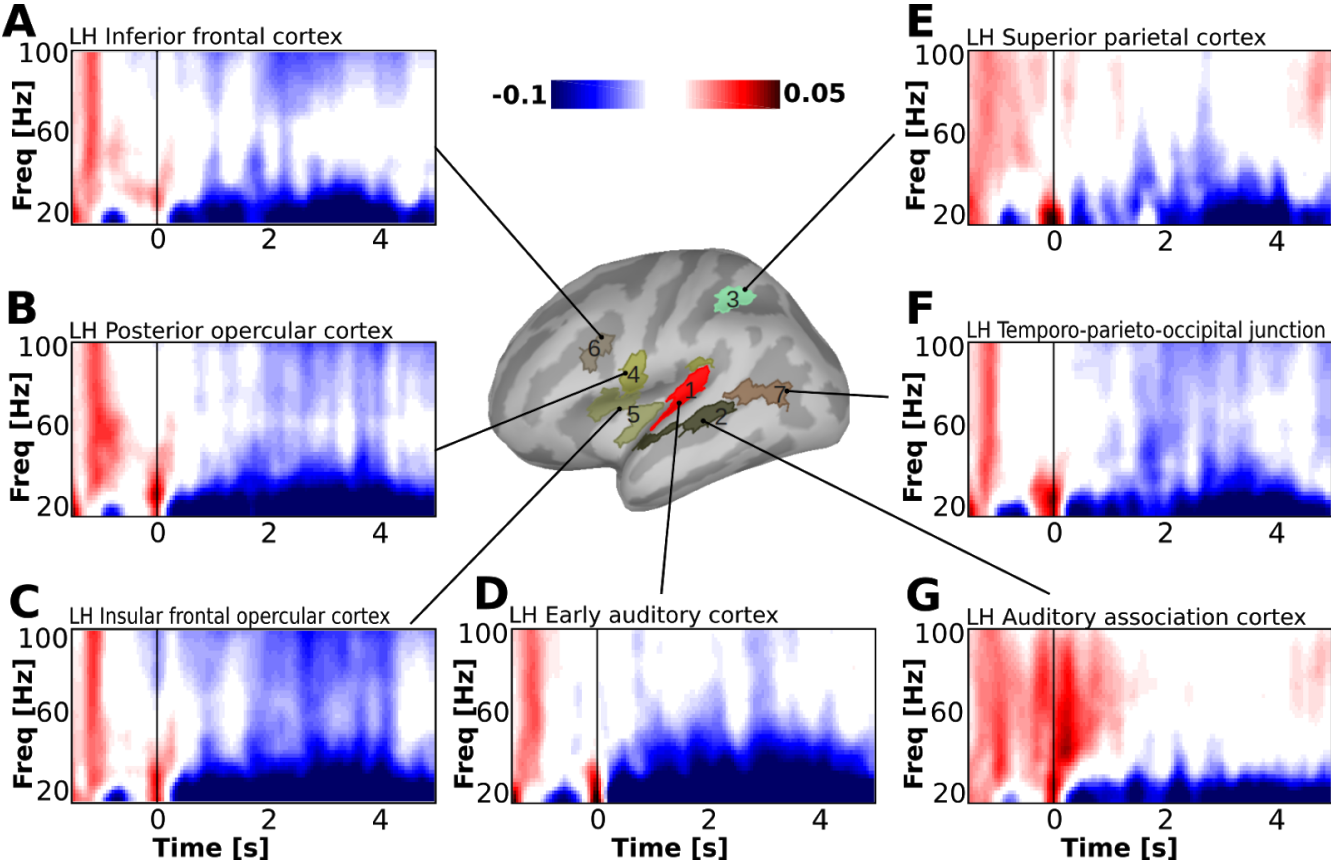 A
LH Inferior frontal cortex
100
60
20
Freq [Hz]
0 2 4
-0.1 0.05
E
LH Superior parietal cortex
100
60
20
Freq [Hz]
0 2 4
B
LH Posterior opercular cortex
100
60
20
Freq [Hz]
0 2 4
3
6
4
1
7
5
2
F
LH Temporo-parieto-occipital junction
100
60
20
Freq [Hz]
0 2 4
C
LH Insular frontal opercular cortex
100
60
20
Freq [Hz]
0 2 4
Time [s]
D
LH Early auditory cortex
100
60
20
Freq [Hz]
0 2 4
Time [s]
G
LH Auditory association cortex
100
60
20
Freq [Hz]
0 2 4
Time [s]